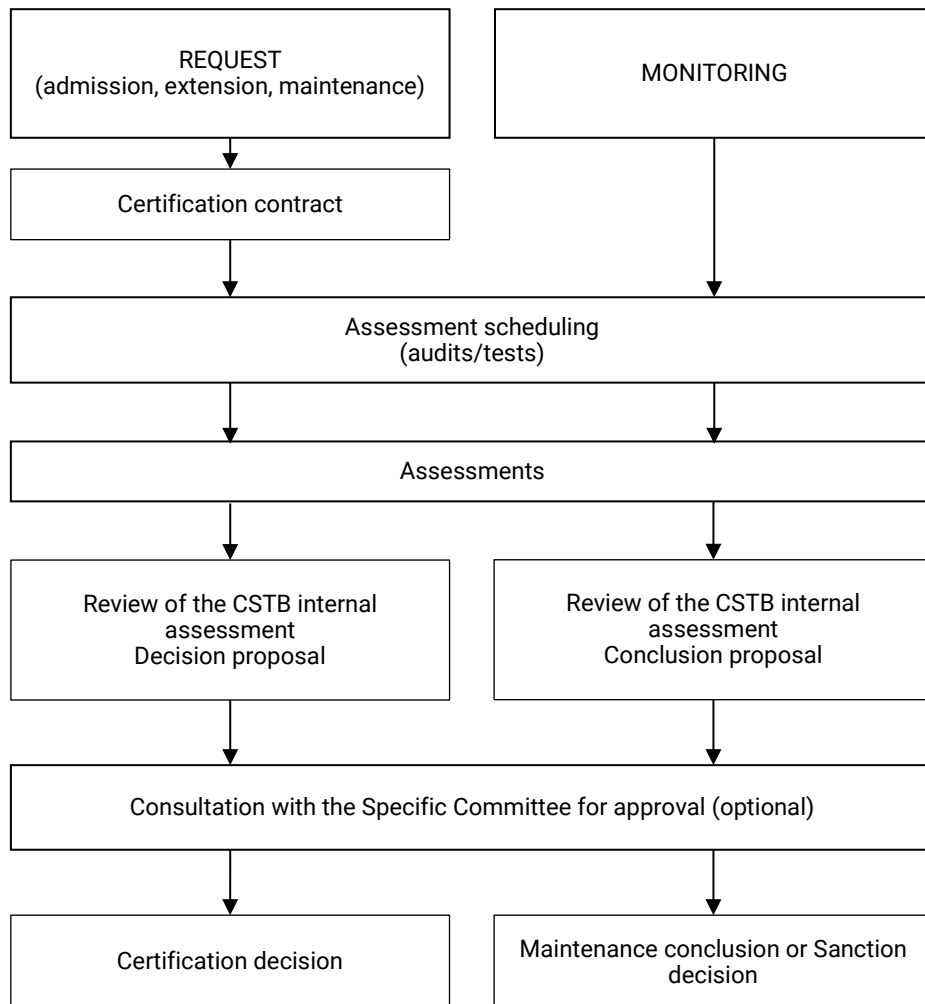 REQUEST
(admission, extension, maintenance)
MONITORING
Certification contract
Assessment scheduling
(audits/tests)
Assessments
Review of the CSTB internal
assessment
Decision proposal
Review of the CSTB internal
assessment
Conclusion proposal
Consultation with the Specific Committee for approval (optional)
Certification decision
Maintenance conclusion or Sanction
decision